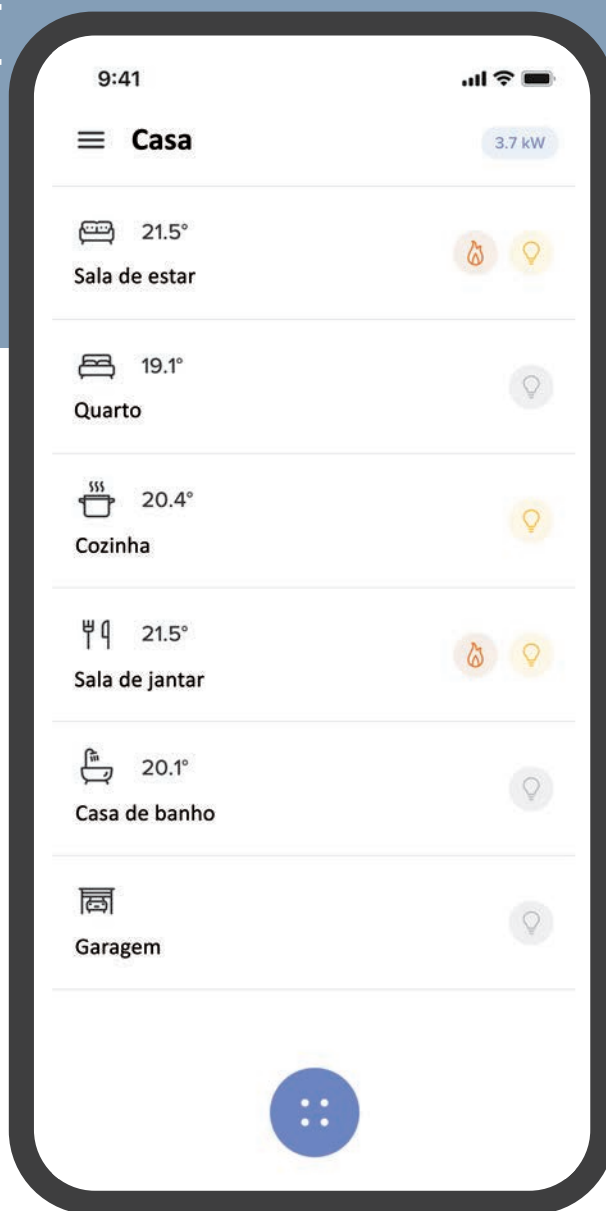 9:41
Casa
3.7 kW
21.5°
Sala de estar
19.1°
Quarto
20.4°
Cozinha
21.5°
Sala de jantar
20.1°
Casa de banho
Garagem